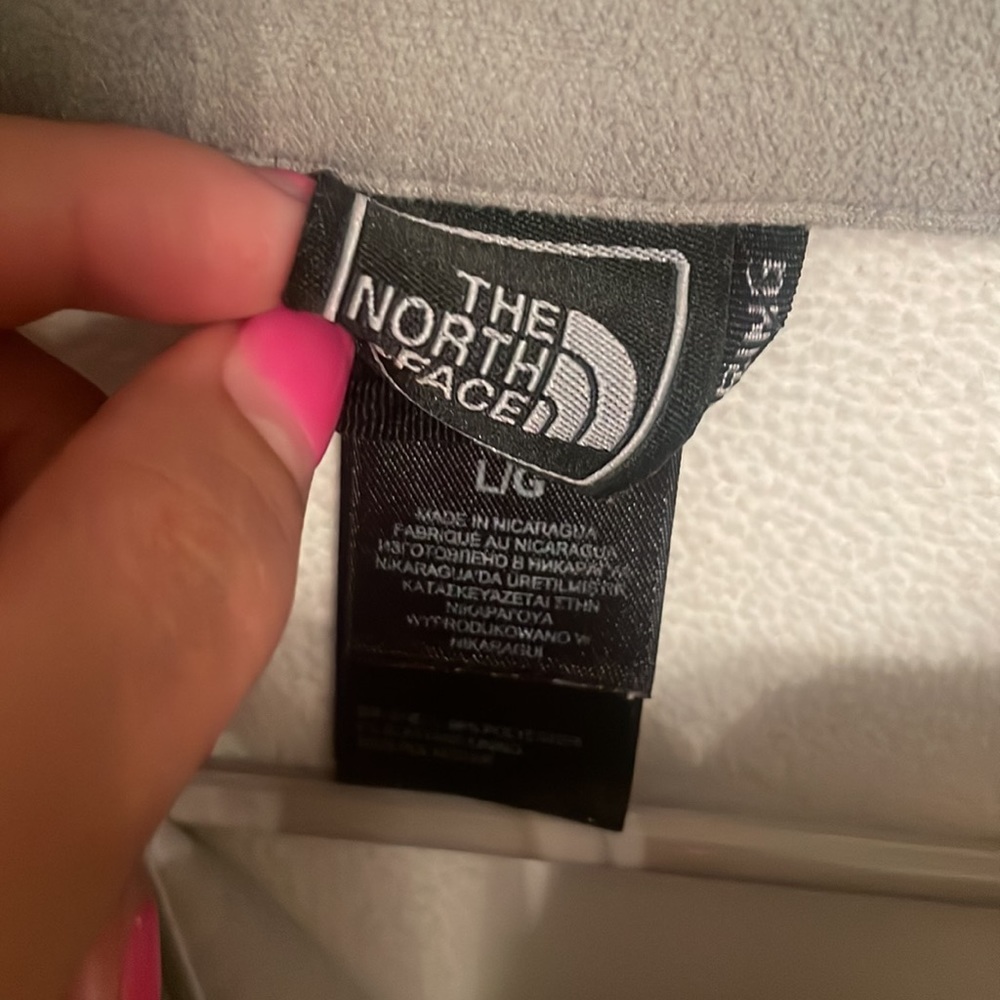 THE
NORTH
FACE
L/G
MADE IN NICARAGUA
FABRIQUÉ AU NICARAGUA
ИЗГОТОВЛЕНО В НИКАРАГУА
NIKARAGUA'DA ÜRETILMIŞTIR
ΚΑΤΑΣΚΕΥΑΖΕΤΑΙ ΣΤΗΝ
ΝΙΚΑΡΑΓΟΥΑ
WYPRODUKOWANO W
NIKARAGUI